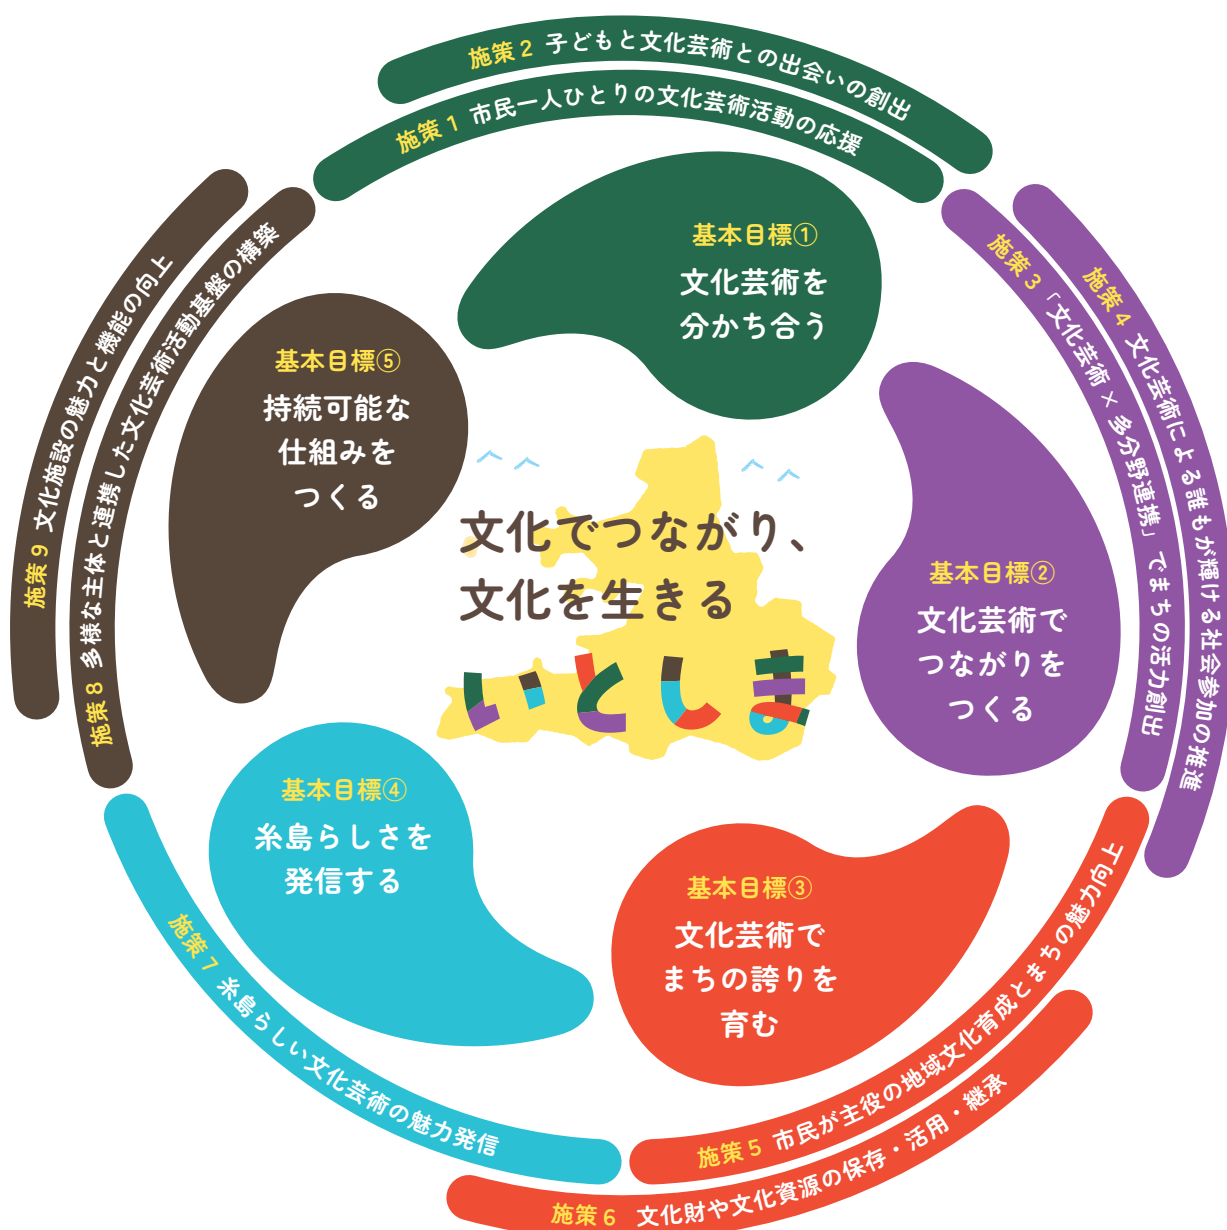 施策2 子どもと文化芸術との出会いの創出
施策1 市民一人ひとりの文化芸術活動の応援
基本目標①
文化芸術を
分かち合う
施策3 「文化芸術 × 多分野連携」でまちの活力創出
施策4 文化芸術による誰もが輝ける社会参加の推進
基本目標②
文化芸術で
つながりを
つくる
施策5 市民が主役の地域文化育成とまちの魅力向上
施策6 文化財や文化資源の保存・活用・継承
基本目標③
文化芸術で
まちの誇りを
育む
施策7 糸島らしい文化芸術の魅力発信
基本目標④
糸島らしさを
発信する
施策8 多様な主体と連携した文化芸術活動基盤の構築
施策9 文化施設の魅力と機能の向上
基本目標⑤
持続可能な
仕組みを
つくる
文化でつながり、
文化を生きる
いとしま